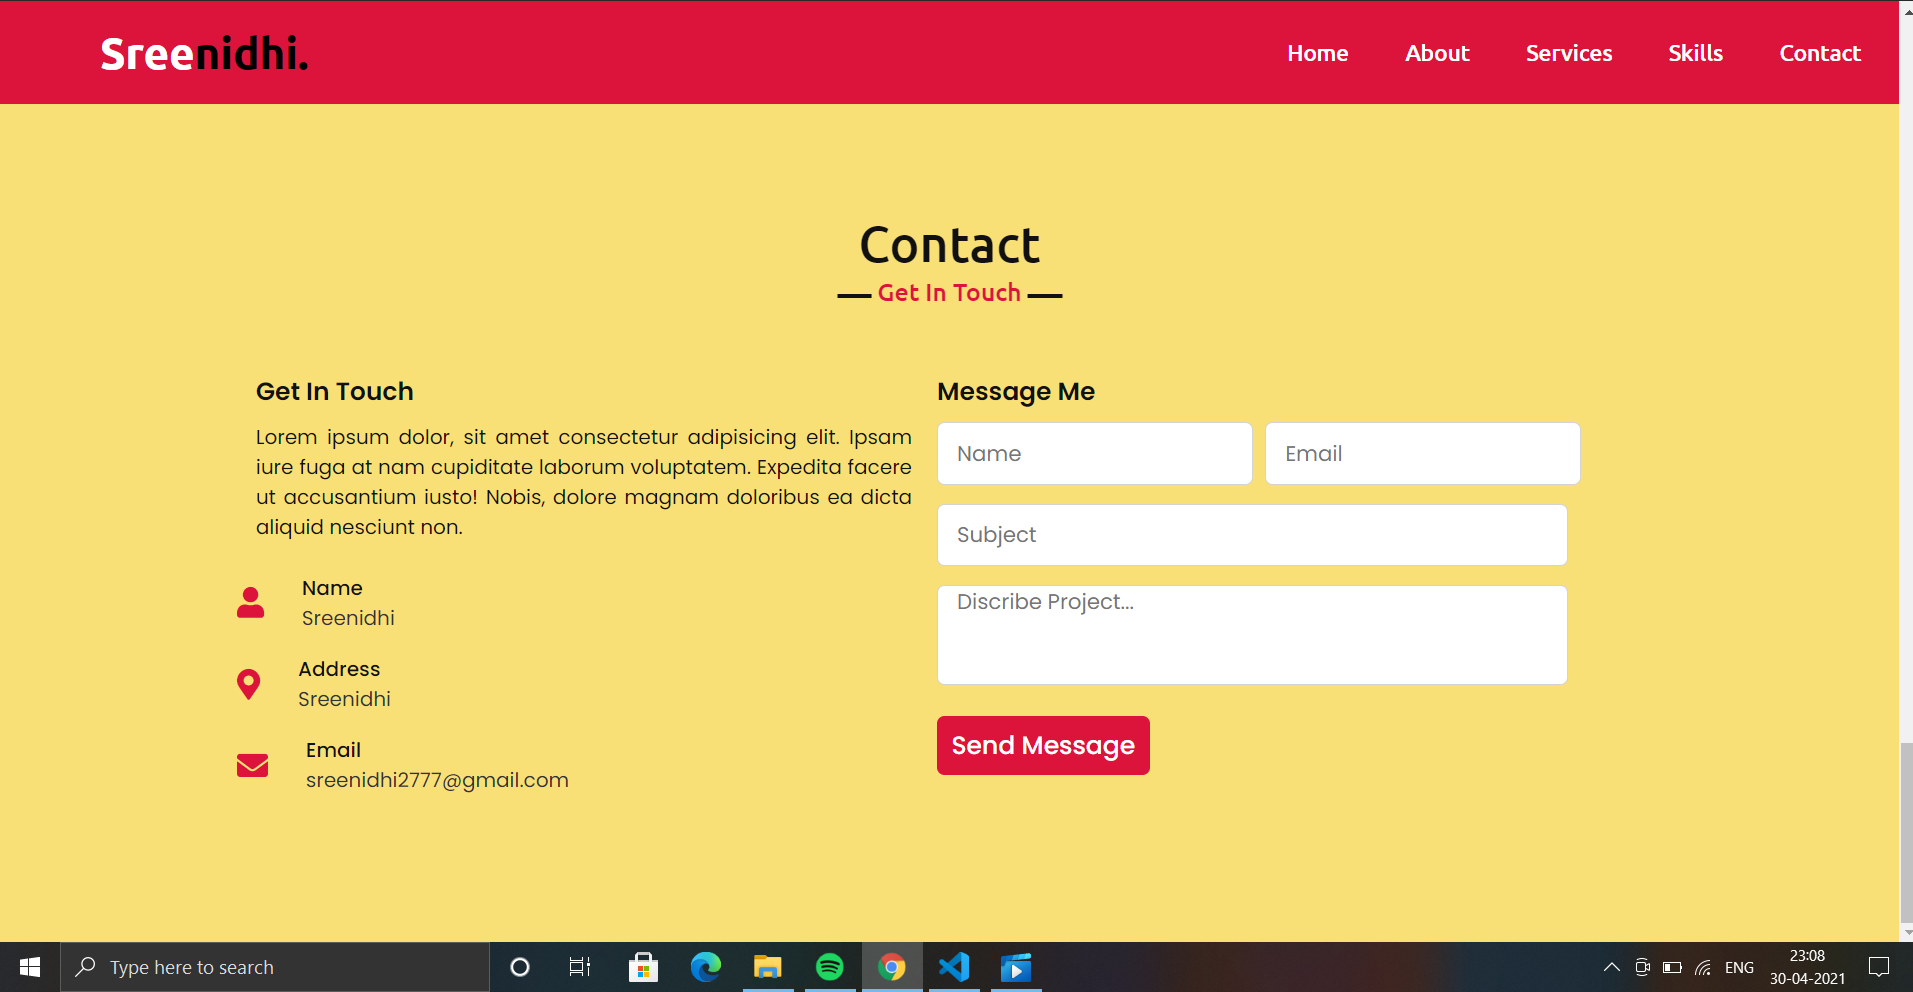 Sreenidhi.
Home About Services Skills Contact
Contact
Get In Touch
Get In Touch
Lorem ipsum dolor, sit amet consectetur adipisicing elit. Ipsam
iure fuga at nam cupiditate laborum voluptatem. Expedita facere
ut accusantium iusto! Nobis, dolore magnam doloribus ea dicta
aliquid nesciunt non.
Name
Sreenidhi
Address
Sreenidhi
Email
sreenidhi2777@gmail.com
Message Me
Name Email
Subject
Discribe Project...
Send Message
Type here to search
ENG
23:08
30-04-2021